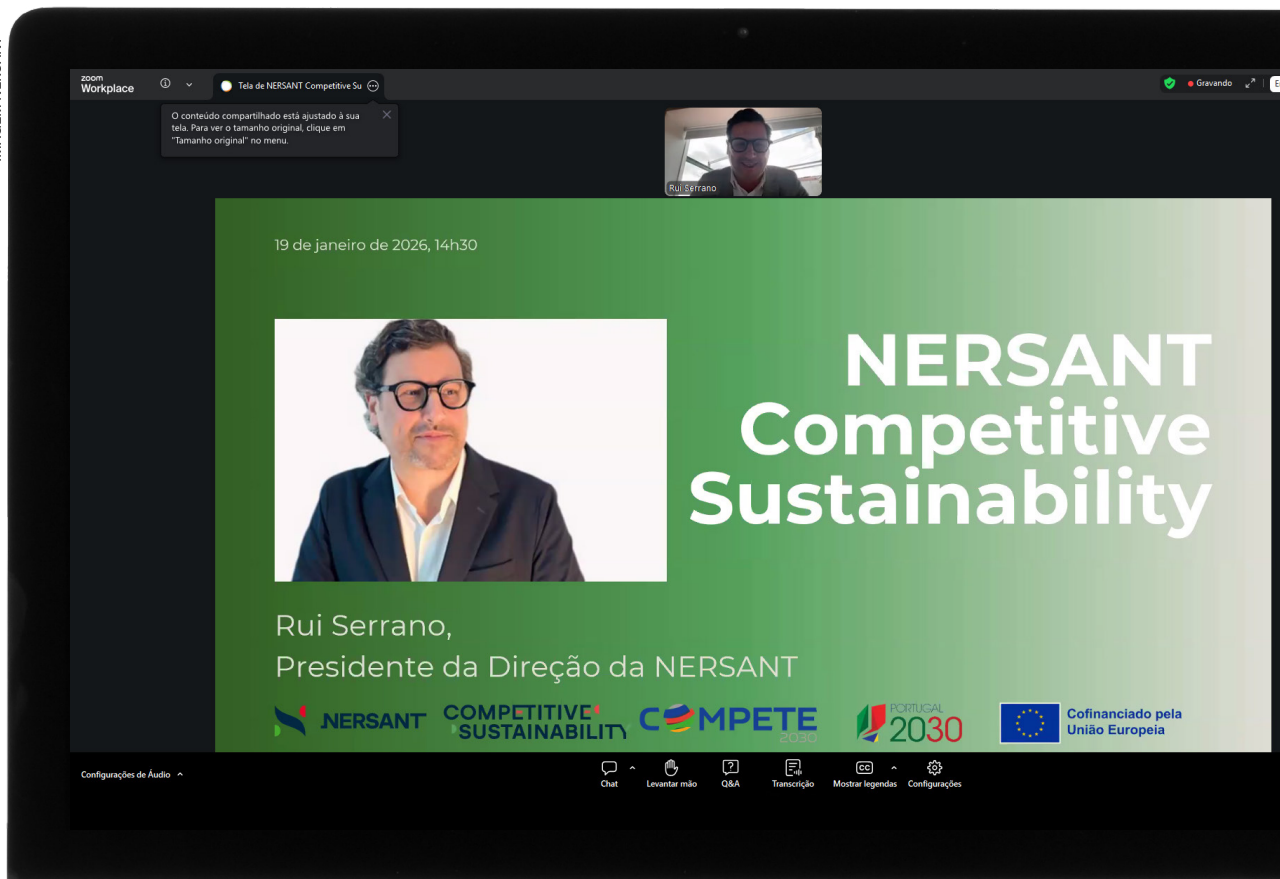 zoom
Workplace
Tela de NERSANT Competitive Su
Gravando
O conteúdo compartilhado está ajustado à sua
tela. Para ver o tamanho original, clique em
"Tamanho original" no menu.
Rui Serrano
19 de janeiro de 2026, 14h30
NERSANT
Competitive
Sustainability
Rui Serrano,
Presidente da Direção da NERSANT
NERSANT
COMPETITIVE
SUSTAINABILITY
COMPETE
2030
PORTUGAL
2030
Cofinanciado pela
União Europeia
Configurações de Áudio
Chat
Levantar mão
Q&A
Transcrição
CC
Mostrar legendas
Configurações